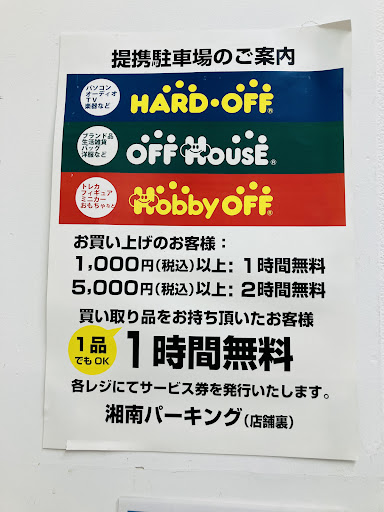 提携駐車場のご案内
パソコン
オーディオ
TV
楽器など
HARD・OFF®
ブランド品
生活雑貨
バッグ
洋服など
OFF HOUSE®
トレカ
フィギュア
ミニカー
おもちゃなど
Hobby OFF®
お買い上げのお客様：
1,000円(税込)以上：1時間無料
5,000円(税込)以上：2時間無料
買い取り品をお持ち頂いたお客様
1品
でもOK
1時間無料
各レジにてサービス券を発行いたします。
湘南パーキング(店舗裏)